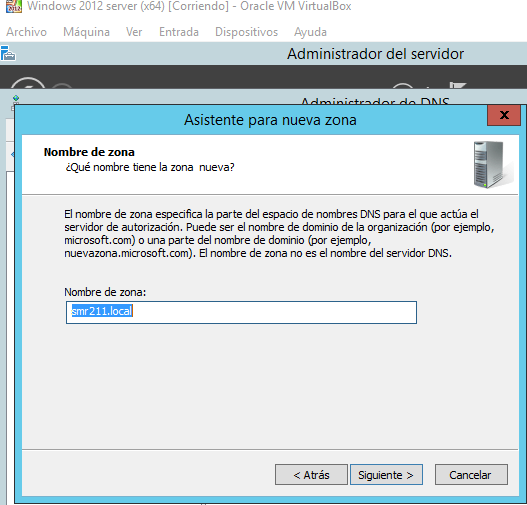 2012
Windows 2012 server (x64) [Corriendo] - Oracle VM VirtualBox
Archivo Máquina Ver Entrada Dispositivos Ayuda
Administrador del servidor
Administrador de DNS
Asistente para nueva zona
x
Nombre de zona
¿Qué nombre tiene la zona nueva?
El nombre de zona especifica la parte del espacio de nombres DNS para el que actúa el
servidor de autorización. Puede ser el nombre de dominio de la organización (por ejemplo,
microsoft.com) o una parte del nombre de dominio (por ejemplo,
nuevazona.microsoft.com). El nombre de zona no es el nombre del servidor DNS.
Nombre de zona:
smr211.local
< Atrás Siguiente > Cancelar